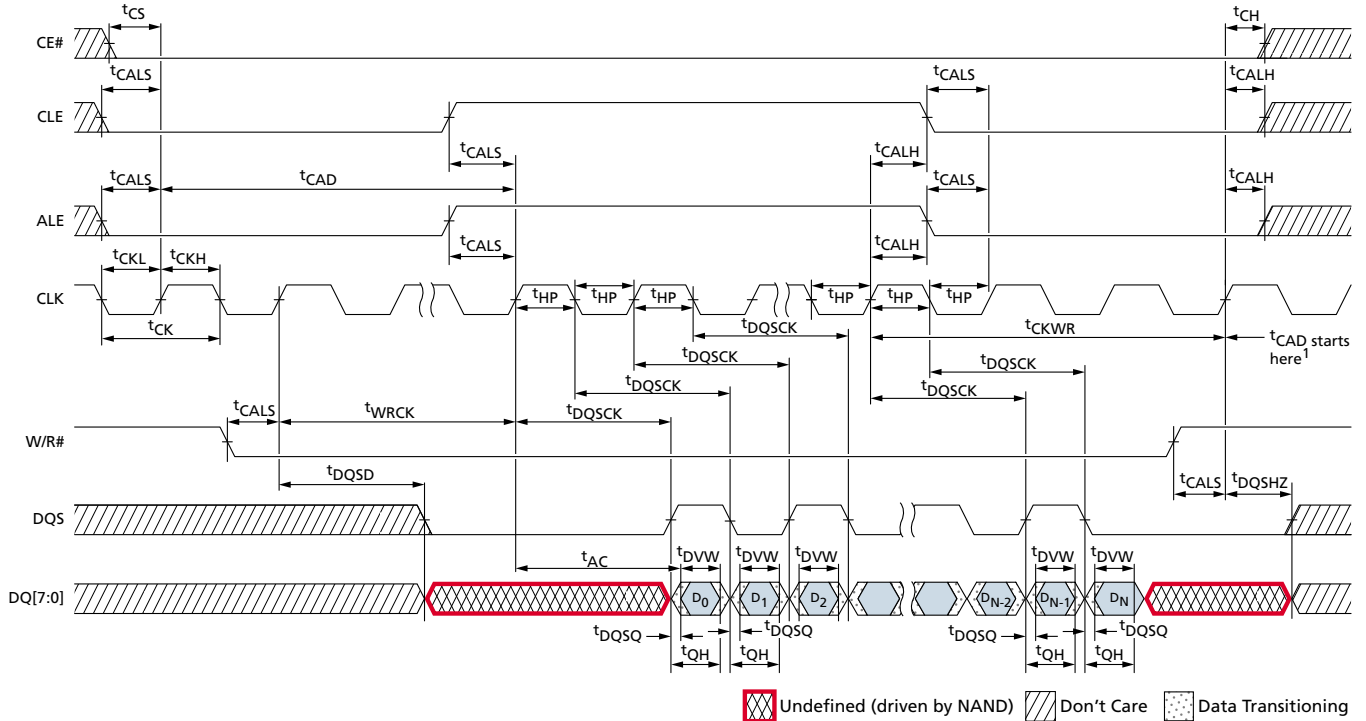 tCS
tCH
CE#
tCALS
tCALS
tCALH
CLE
tCALS
tCALH
tCALS
tCAD
tCALS
tCALH
ALE
tCALS
tCALH
tCKL
tCKH
CLK
tHP
tHP
tHP
tHP
tHP
tHP
tCK
tDQSCK
tCKWR
tCAD starts
here1
tDQSCK
tDQSCK
tDQSCK
tDQSCK
tCALS
tWRCK
tDQSCK
W/R#
tDQSD
tCALS
tDQSHZ
DQS
tAC
tDVW
tDVW
tDVW
tDVW
tDVW
DQ[7:0]
D0
D1
D2
DN-2
DN-1
DN
tDQSQ
tDQSQ
tDQSQ
tDQSQ
tQH
tQH
tQH
tQH
Undefined (driven by NAND)
Don't Care
Data Transitioning